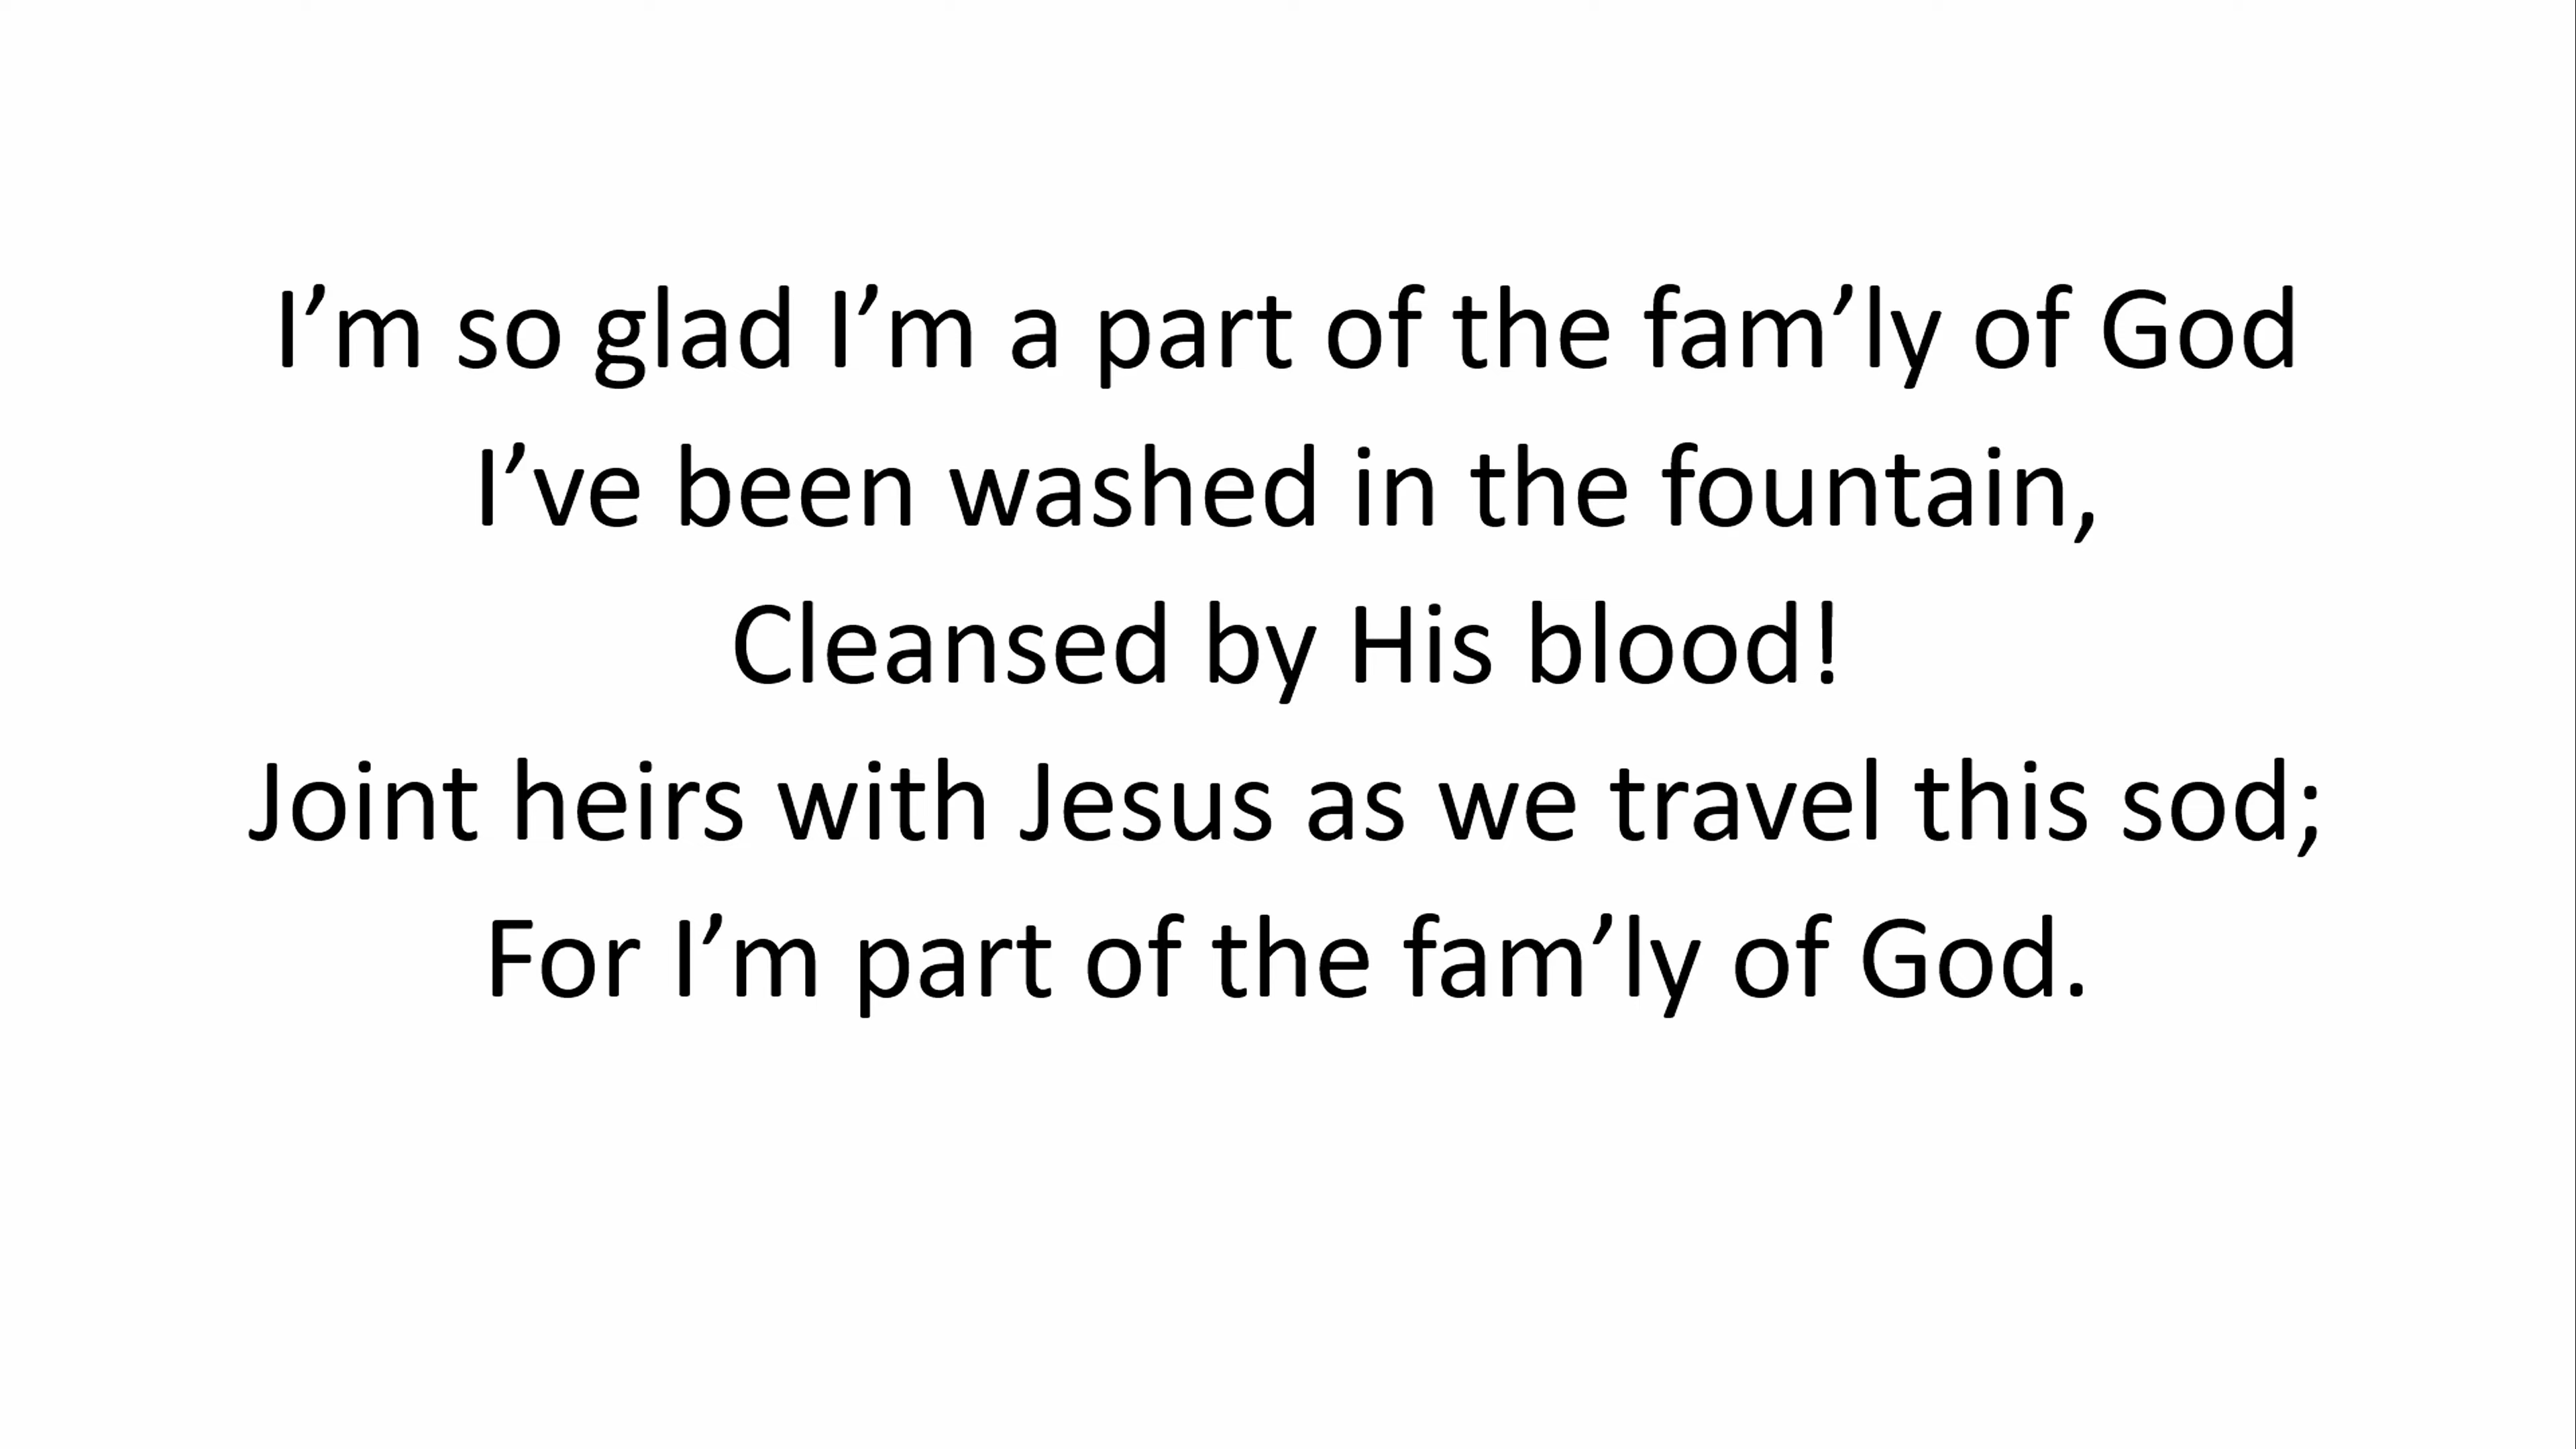 I’m so glad I’m a part of the fam’ly of God
I’ve been washed in the fountain,
Cleansed by His blood!
Joint heirs with Jesus as we travel this sod;
For I’m part of the fam’ly of God.